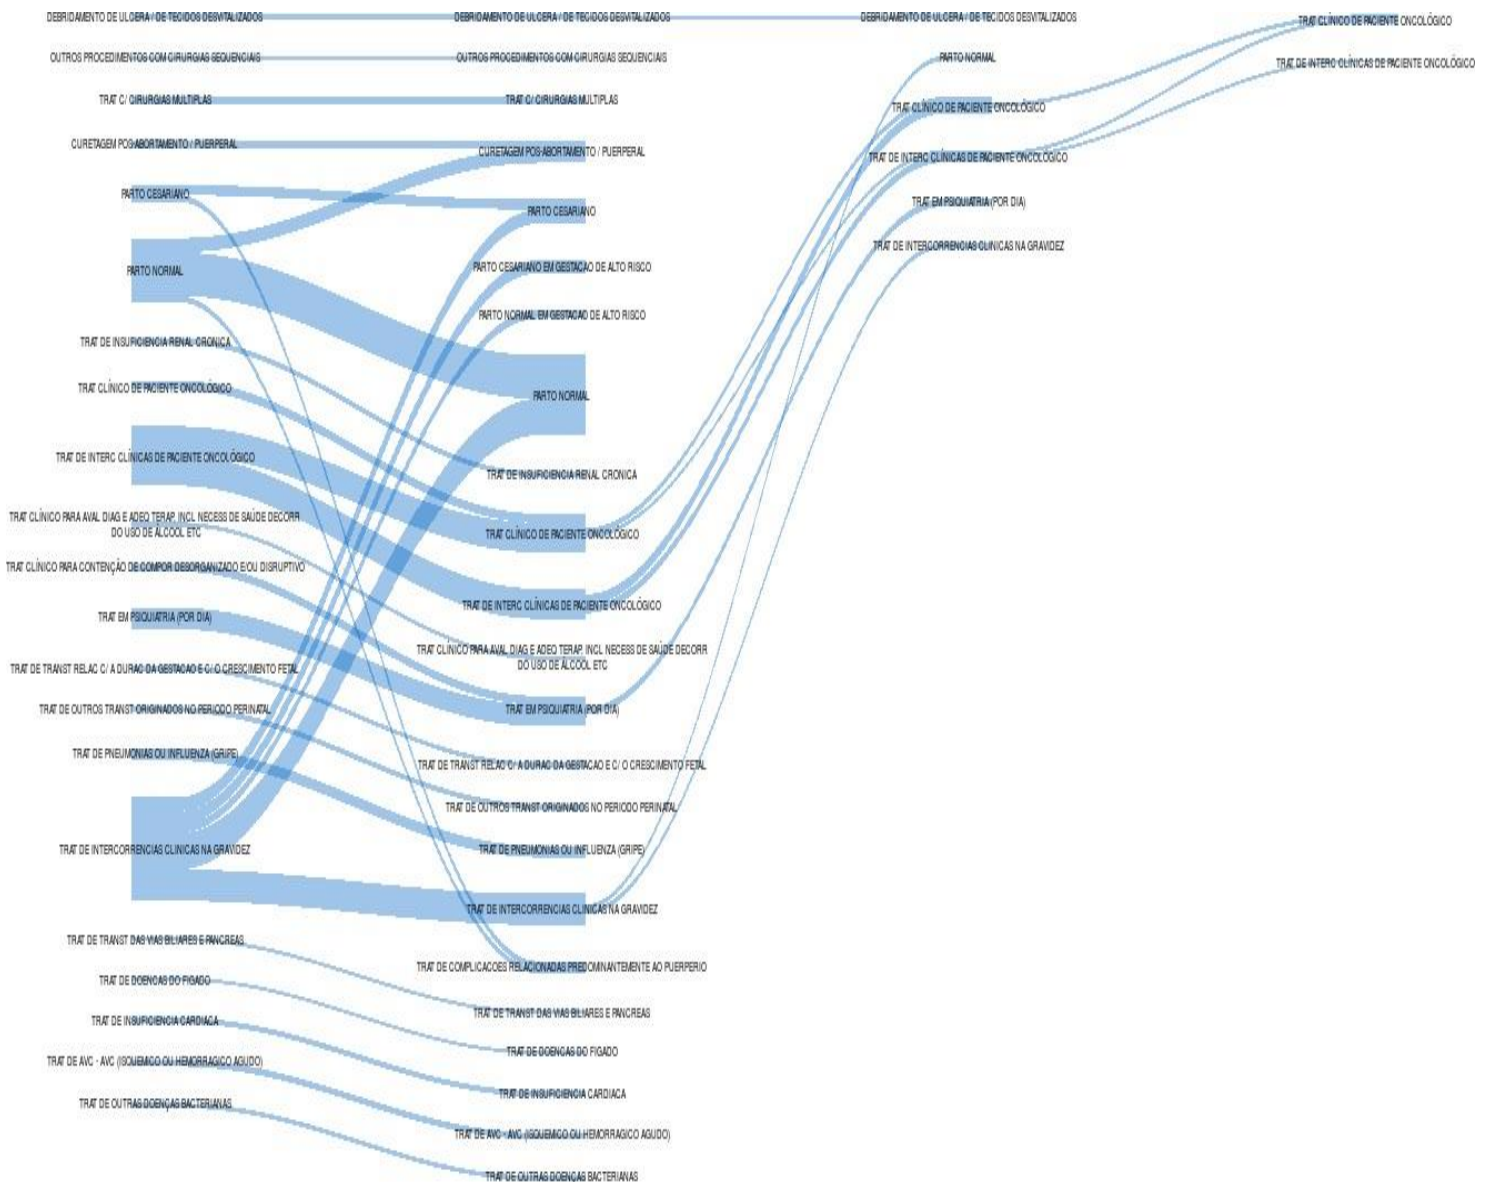 DEBRIDAMENTO DE ULCERA / DE TECIDOS DESVITALIZADOS
OUTROS PROCEDIMENTOS COM CIRURGIAS SEQUENCIAIS
TRAT C/ CIRURGIAS MULTIPLAS
CURETAGEM POS-ABORTAMENTO / PUERPERAL
PARTO CESARIANO
PARTO NORMAL
TRAT DE INSUFICIENCIA RENAL CRONICA
TRAT CLÍNICO DE PACIENTE ONCOLÓGICO
TRAT DE INTERC CLÍNICAS DE PACIENTE ONCOLÓGICO
TRAT CLÍNICO PARA AVAL DIAG E ADEQ TERAP. INCL NECESS DE SAÚDE DECORR
DO USO DE ÁLCOOL ETC
TRAT CLÍNICO PARA CONTENÇÃO DE COMPOR DESORGANIZADO E/OU DISRUPTIVO
TRAT EM PSIQUIATRIA (POR DIA)
TRAT DE TRANST RELAC C/ A DURAC DA GESTACAO E C/ O CRESCIMENTO FETAL
TRAT DE OUTROS TRANST ORIGINADOS NO PERIODO PERINATAL
TRAT DE PNEUMONIAS OU INFLUENZA (GRIPE)
TRAT DE INTERCORRENCIAS CLINICAS NA GRAVIDEZ
TRAT DE TRANST DAS VIAS BILIARES E PANCREAS
TRAT DE DOENCAS DO FIGADO
TRAT DE INSUFICIENCIA CARDIACA
TRAT DE AVC - AVC (ISQUEMICO OU HEMORRAGICO AGUDO)
TRAT DE OUTRAS DOENÇAS BACTERIANAS
DEBRIDAMENTO DE ULCERA / DE TECIDOS DESVITALIZADOS
OUTROS PROCEDIMENTOS COM CIRURGIAS SEQUENCIAIS
TRAT C/ CIRURGIAS MULTIPLAS
CURETAGEM POS-ABORTAMENTO / PUERPERAL
PARTO CESARIANO
PARTO CESARIANO EM GESTACAO DE ALTO RISCO
PARTO NORMAL EM GESTACAO DE ALTO RISCO
PARTO NORMAL
TRAT DE INSUFICIENCIA RENAL CRONICA
TRAT CLÍNICO DE PACIENTE ONCOLÓGICO
TRAT DE INTERC CLÍNICAS DE PACIENTE ONCOLÓGICO
TRAT CLÍNICO PARA AVAL DIAG E ADEQ TERAP. INCL NECESS DE SAÚDE DECORR
DO USO DE ÁLCOOL ETC
TRAT EM PSIQUIATRIA (POR DIA)
TRAT DE TRANST RELAC C/ A DURAC DA GESTACAO E C/ O CRESCIMENTO FETAL
TRAT DE OUTROS TRANST ORIGINADOS NO PERIODO PERINATAL
TRAT DE PNEUMONIAS OU INFLUENZA (GRIPE)
TRAT DE INTERCORRENCIAS CLINICAS NA GRAVIDEZ
TRAT DE COMPLICACOES RELACIONADAS PREDOMINANTEMENTE AO PUERPERIO
TRAT DE TRANST DAS VIAS BILIARES E PANCREAS
TRAT DE DOENCAS DO FIGADO
TRAT DE INSUFICIENCIA CARDIACA
TRAT DE AVC - AVC (ISQUEMICO OU HEMORRAGICO AGUDO)
TRAT DE OUTRAS DOENÇAS BACTERIANAS
DEBRIDAMENTO DE ULCERA / DE TECIDOS DESVITALIZADOS
PARTO NORMAL
TRAT CLÍNICO DE PACIENTE ONCOLÓGICO
TRAT DE INTERC CLÍNICAS DE PACIENTE ONCOLÓGICO
TRAT EM PSIQUIATRIA (POR DIA)
TRAT DE INTERCORRENCIAS CLINICAS NA GRAVIDEZ
TRAT CLÍNICO DE PACIENTE ONCOLÓGICO
TRAT DE INTERC CLÍNICAS DE PACIENTE ONCOLÓGICO